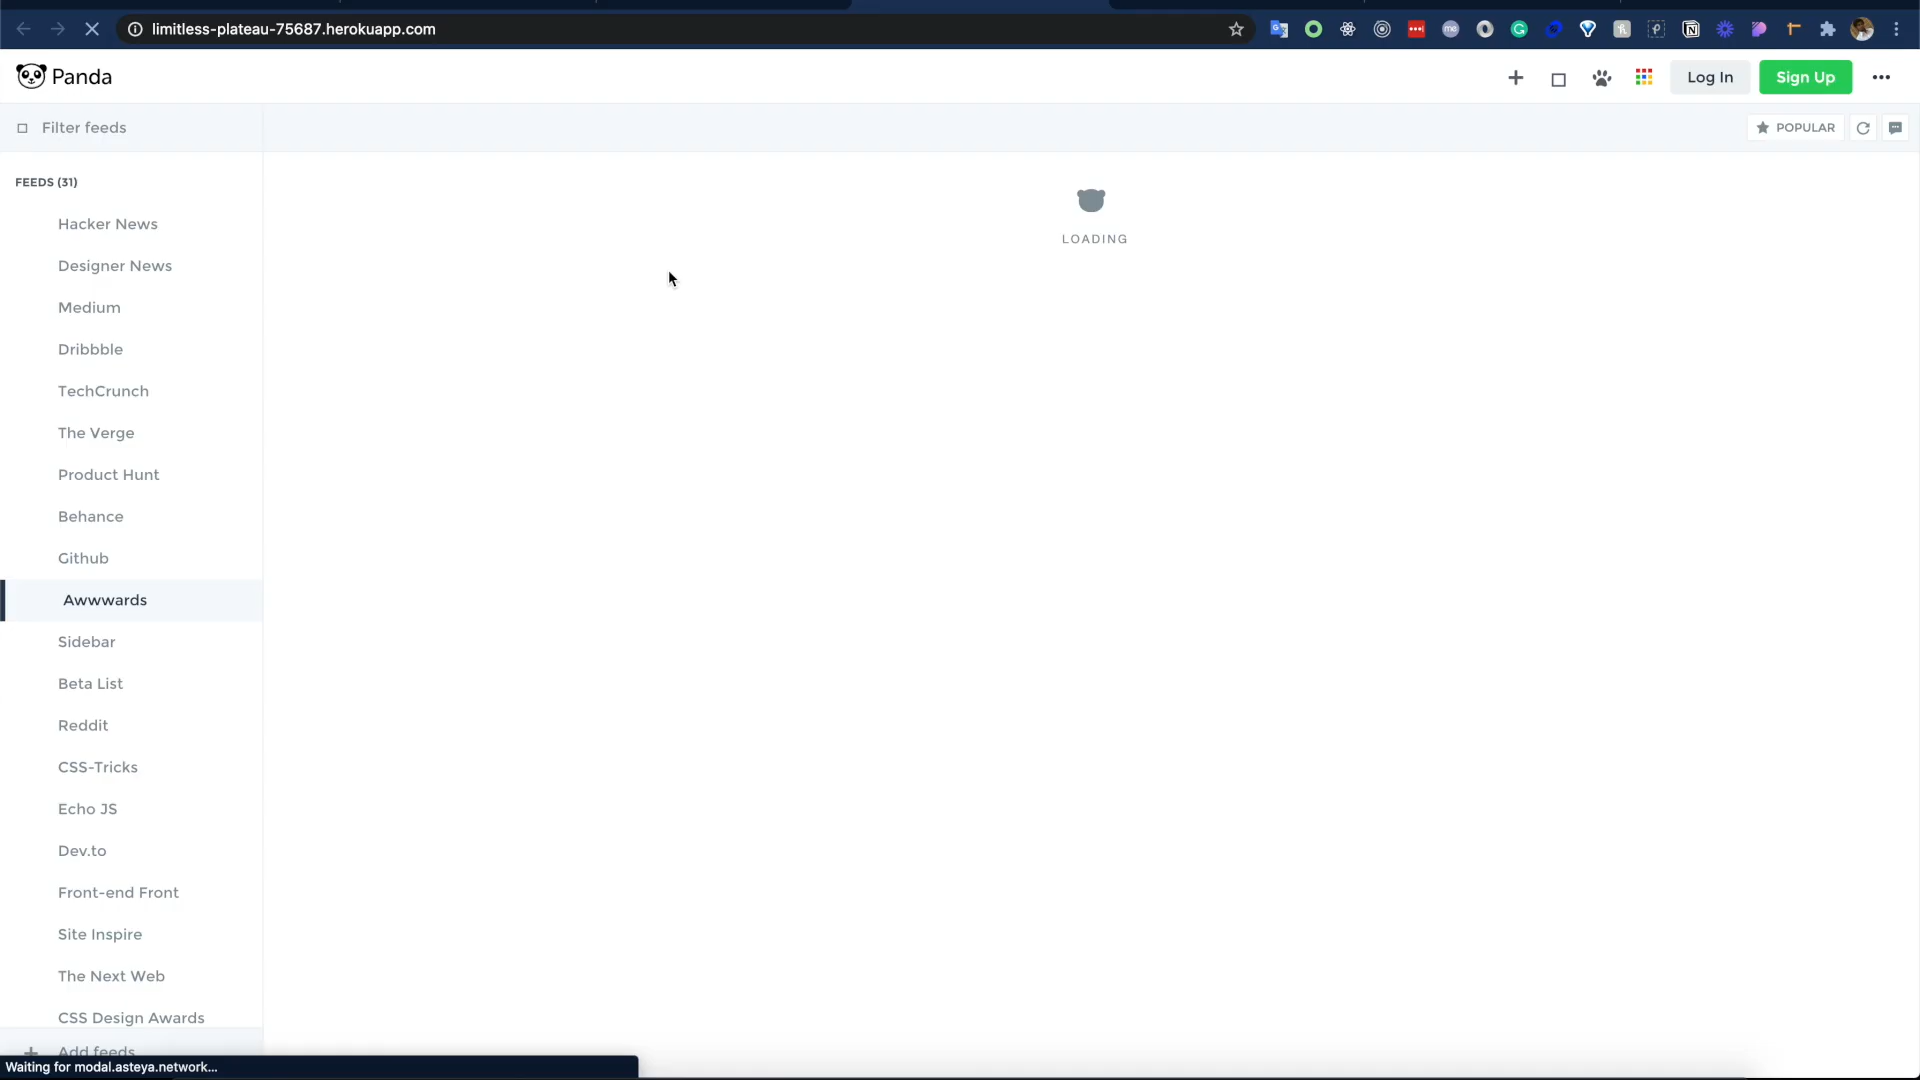 limitless-plateau-75687.herokuapp.com
Panda
Log In
Sign Up
Filter feeds
POPULAR
FEEDS (31)
LOADING
Hacker News
Designer News
Medium
Dribbble
TechCrunch
The Verge
Product Hunt
Behance
Github
Awwwards
Sidebar
Beta List
Reddit
CSS-Tricks
Echo JS
Dev.to
Front-end Front
Site Inspire
The Next Web
CSS Design Awards
Add feeds
Waiting for modal.asteya.network...